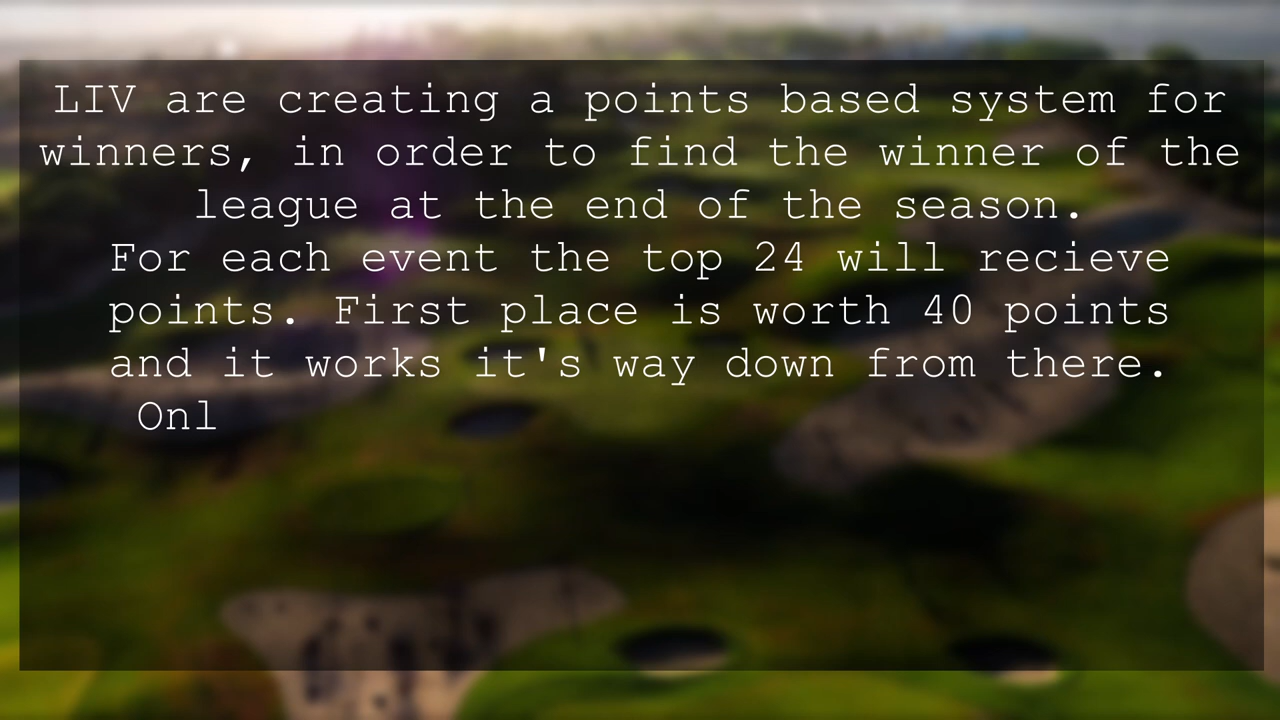 LIV are creating a points based system for
winners, in order to find the winner of the
league at the end of the season.
For each event the top 24 will recieve
points. First place is worth 40 points
and it works it's way down from there.
Onl